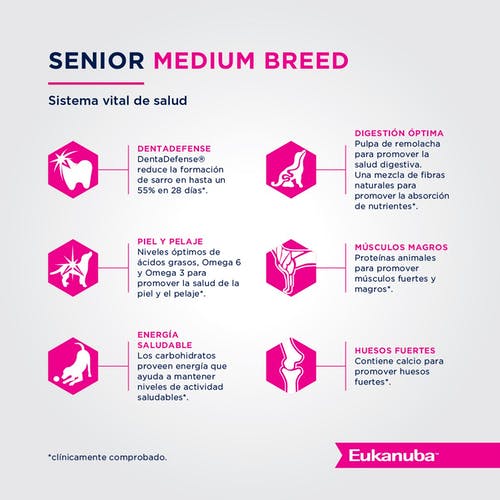 SENIOR MEDIUM BREED
Sistema vital de salud
DENTADEFENSE
DentaDefense®
reduce la formación
de sarro en hasta un
55% en 28 días*.
DIGESTIÓN ÓPTIMA
Pulpa de remolacha
para promover la
salud digestiva.
Una mezcla de fibras
naturales para
promover la absorción
de nutrientes*.
PIEL Y PELAJE
Niveles óptimos de
ácidos grasos, Omega 6
y Omega 3 para
promover la salud de la
piel y el pelaje*.
MÚSCULOS MAGROS
Proteínas animales
para promover
músculos fuertes y
magros*.
ENERGÍA
SALUDABLE
Los carbohidratos
proveen energía que
ayuda a mantener
niveles de actividad
saludables*.
HUESOS FUERTES
Contiene calcio para
promover huesos
fuertes*.
*clínicamente comprobado.
Eukanuba™